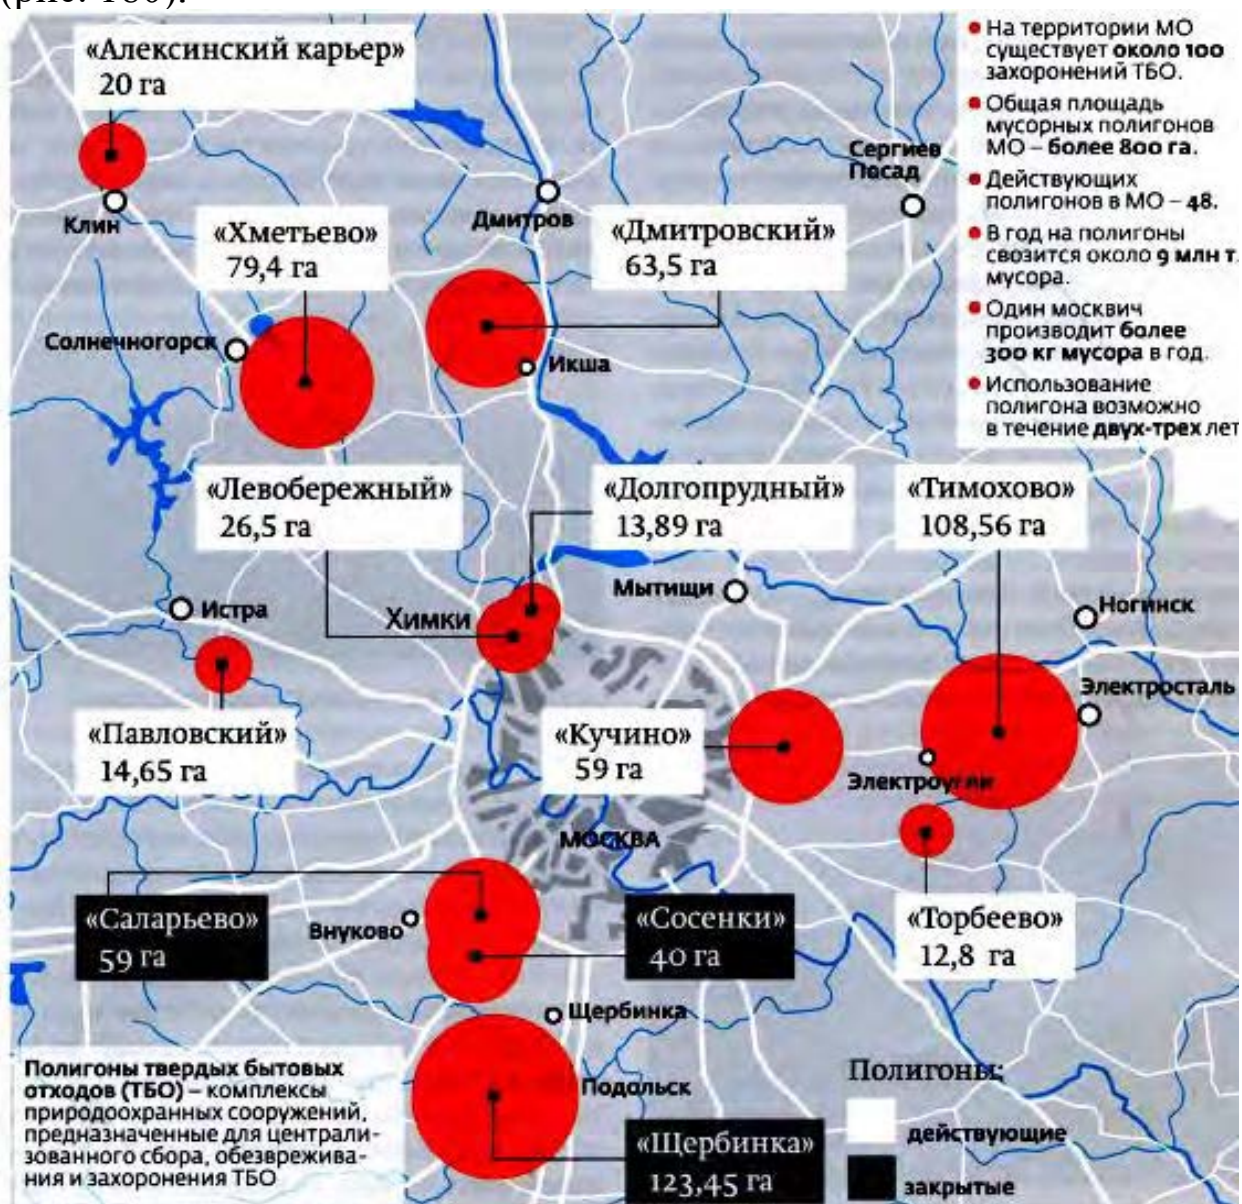 (рис. 180).
«Алексинский карьер»
20 га
• На территории МО
существует около 100
захоронений ТБО.
• Общая площадь
мусорных полигонов
МО – более 800 га.
• Действующих
полигонов в МО – 48.
• В год на полигоны
свозится около 9 млн т.
мусора.
• Один москвич
производит более
300 кг мусора в год.
• Использование
полигона возможно
в течение двух-трех лет
Сергиев
Посад
Клин
Дмитров
«Хметьево»
79,4 га
«Дмитровский»
63,5 га
Солнечногорск
Икша
«Левобережный»
26,5 га
«Долгопрудный»
13,89 га
«Тимохово»
108,56 га
Мытищи
Истра
Химки
Ногинск
Электросталь
«Павловский»
14,65 га
«Кучино»
59 га
Электроугли
МОСКВА
«Саларьево»
59 га
Внуково
«Сосенки»
40 га
«Торбеево»
12,8 га
Щербинка
Полигоны твердых бытовых
отходов (ТБО) – комплексы
природоохранных сооружений,
предназначенные для централи-
зованного сбора, обезврежива-
ния и захоронения ТБО
Подольск
«Щербинка»
123,45 га
Полигоны:
действующие
закрытые